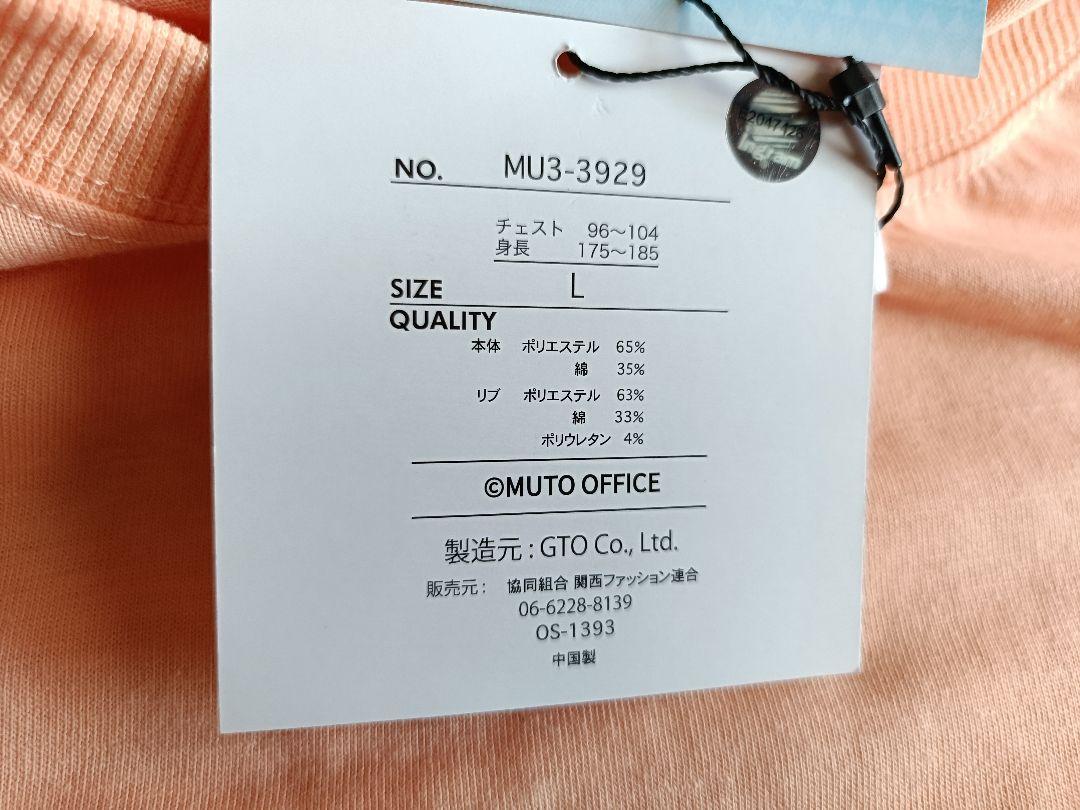 NO. MU3-3929
チェスト 96～104
身長 175～185
SIZE L
QUALITY
本体 ポリエステル 65%
綿 35%
リブ ポリエステル 63%
綿 33%
ポリウレタン 4%
©MUTO OFFICE
製造元 : GTO Co., Ltd.
販売元 : 協同組合 関西ファッション連合
06-6228-8139
OS-1393
中国製